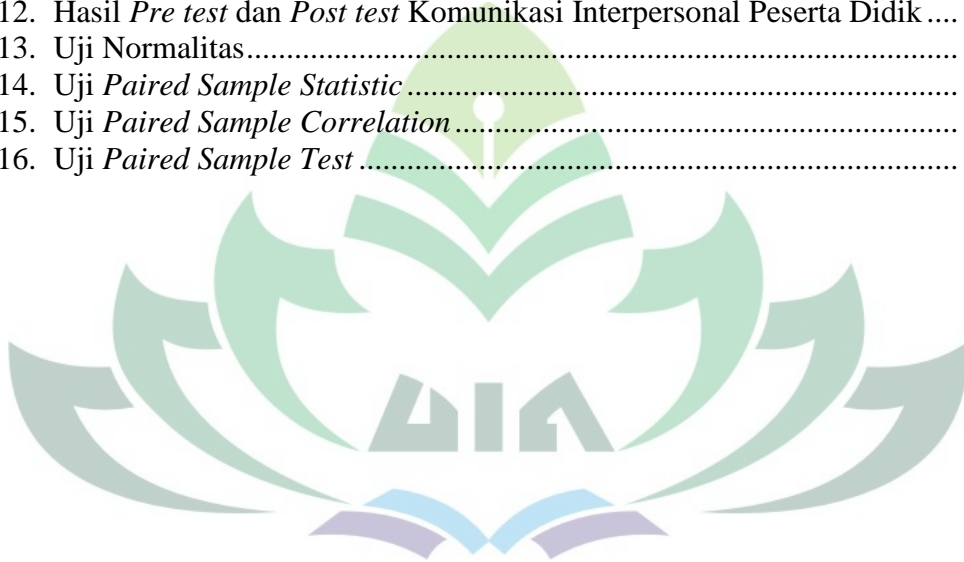 12. Hasil Pre test dan Post test Komunikasi Interpersonal Peserta Didik ....
13. Uji Normalitas...............................................................................................
14. Uji Paired Sample Statistic .........................................................................
15. Uji Paired Sample Correlation ...................................................................
16. Uji Paired Sample Test ................................................................................
UIN